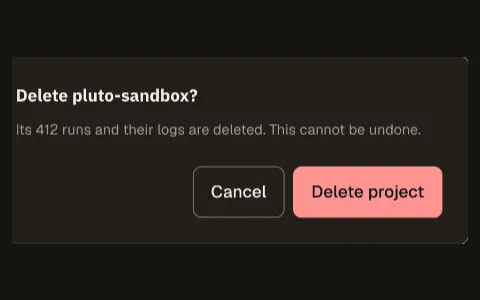 Delete pluto-sandbox?
Its 412 runs and their logs are deleted. This cannot be undone.
Cancel
Delete project